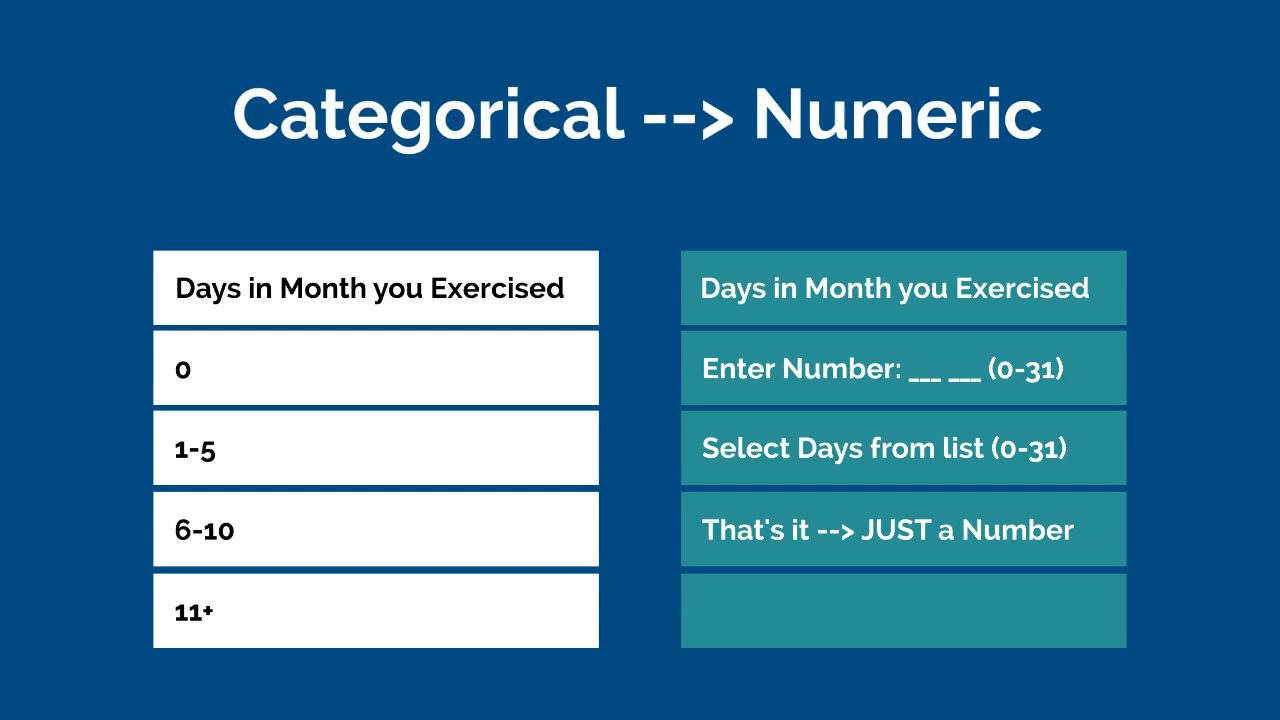 Categorical --> Numeric
Days in Month you Exercised
0
1-5
6-10
11+
Days in Month you Exercised
Enter Number: ___ ___ (0-31)
Select Days from list (0-31)
That's it --> JUST a Number